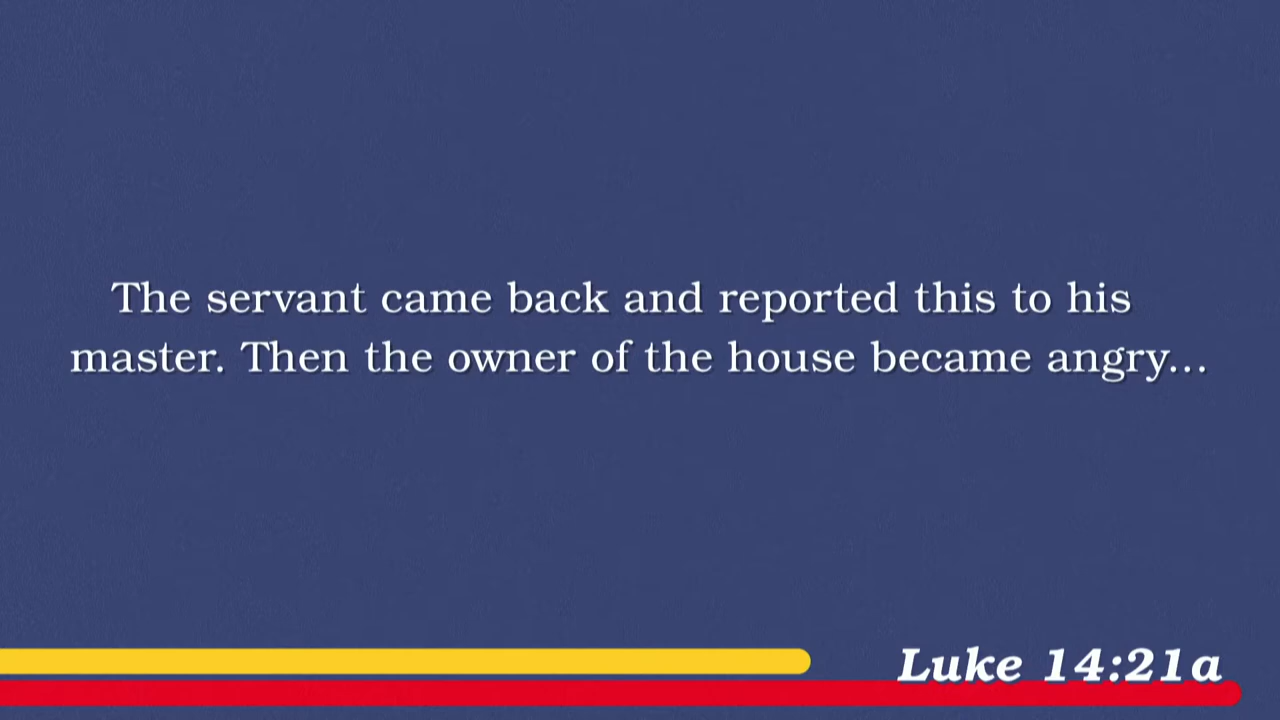 The servant came back and reported this to his
master. Then the owner of the house became angry...
Luke 14:21a